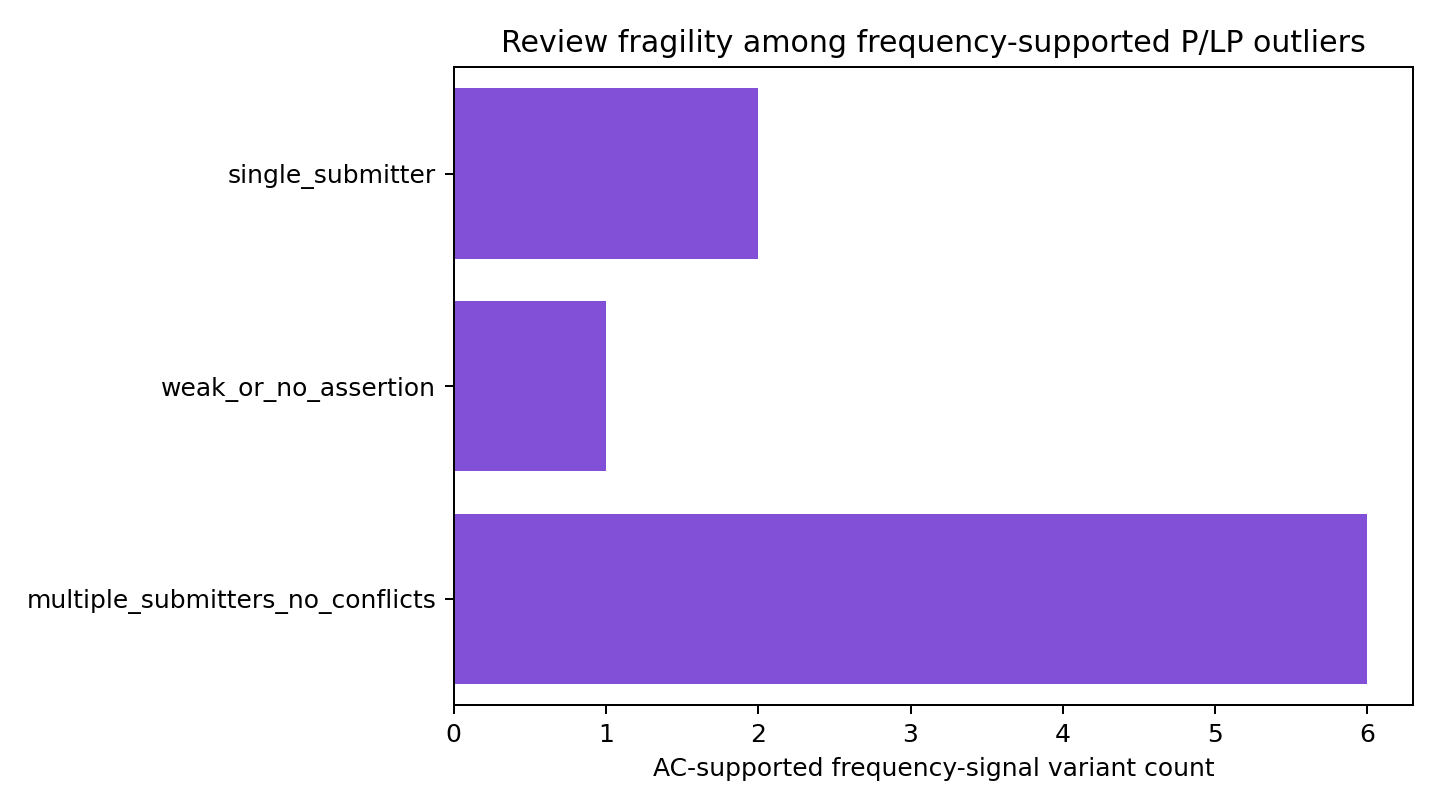 Review fragility among frequency-supported P/LP outliers
single_submitter
weak_or_no_assertion
multiple_submitters_no_conflicts
0 1 2 3 4 5 6
AC-supported frequency-signal variant count